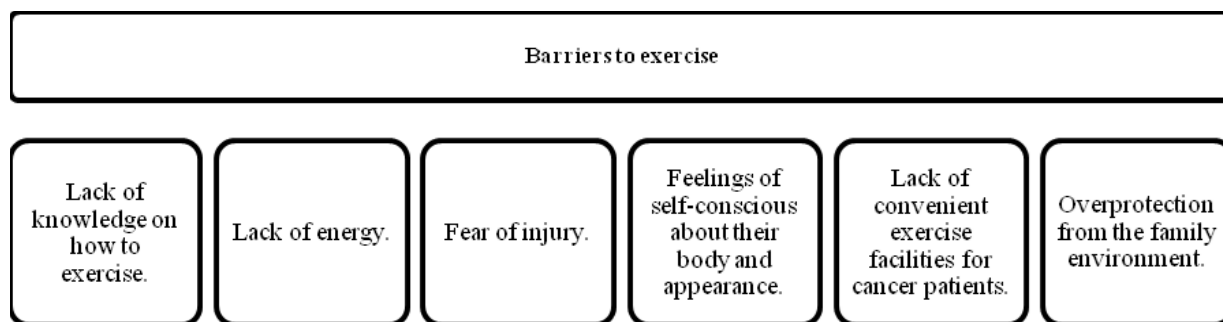 Barriers to exercise
Lack of
knowledge on
how to
exercise.
Lack of energy.
Fear of injury.
Feelings of
self-conscious
about their
body and
appearance.
Lack of
convenient
exercise
facilities for
cancer patients.
Overprotection
from the family
environment.